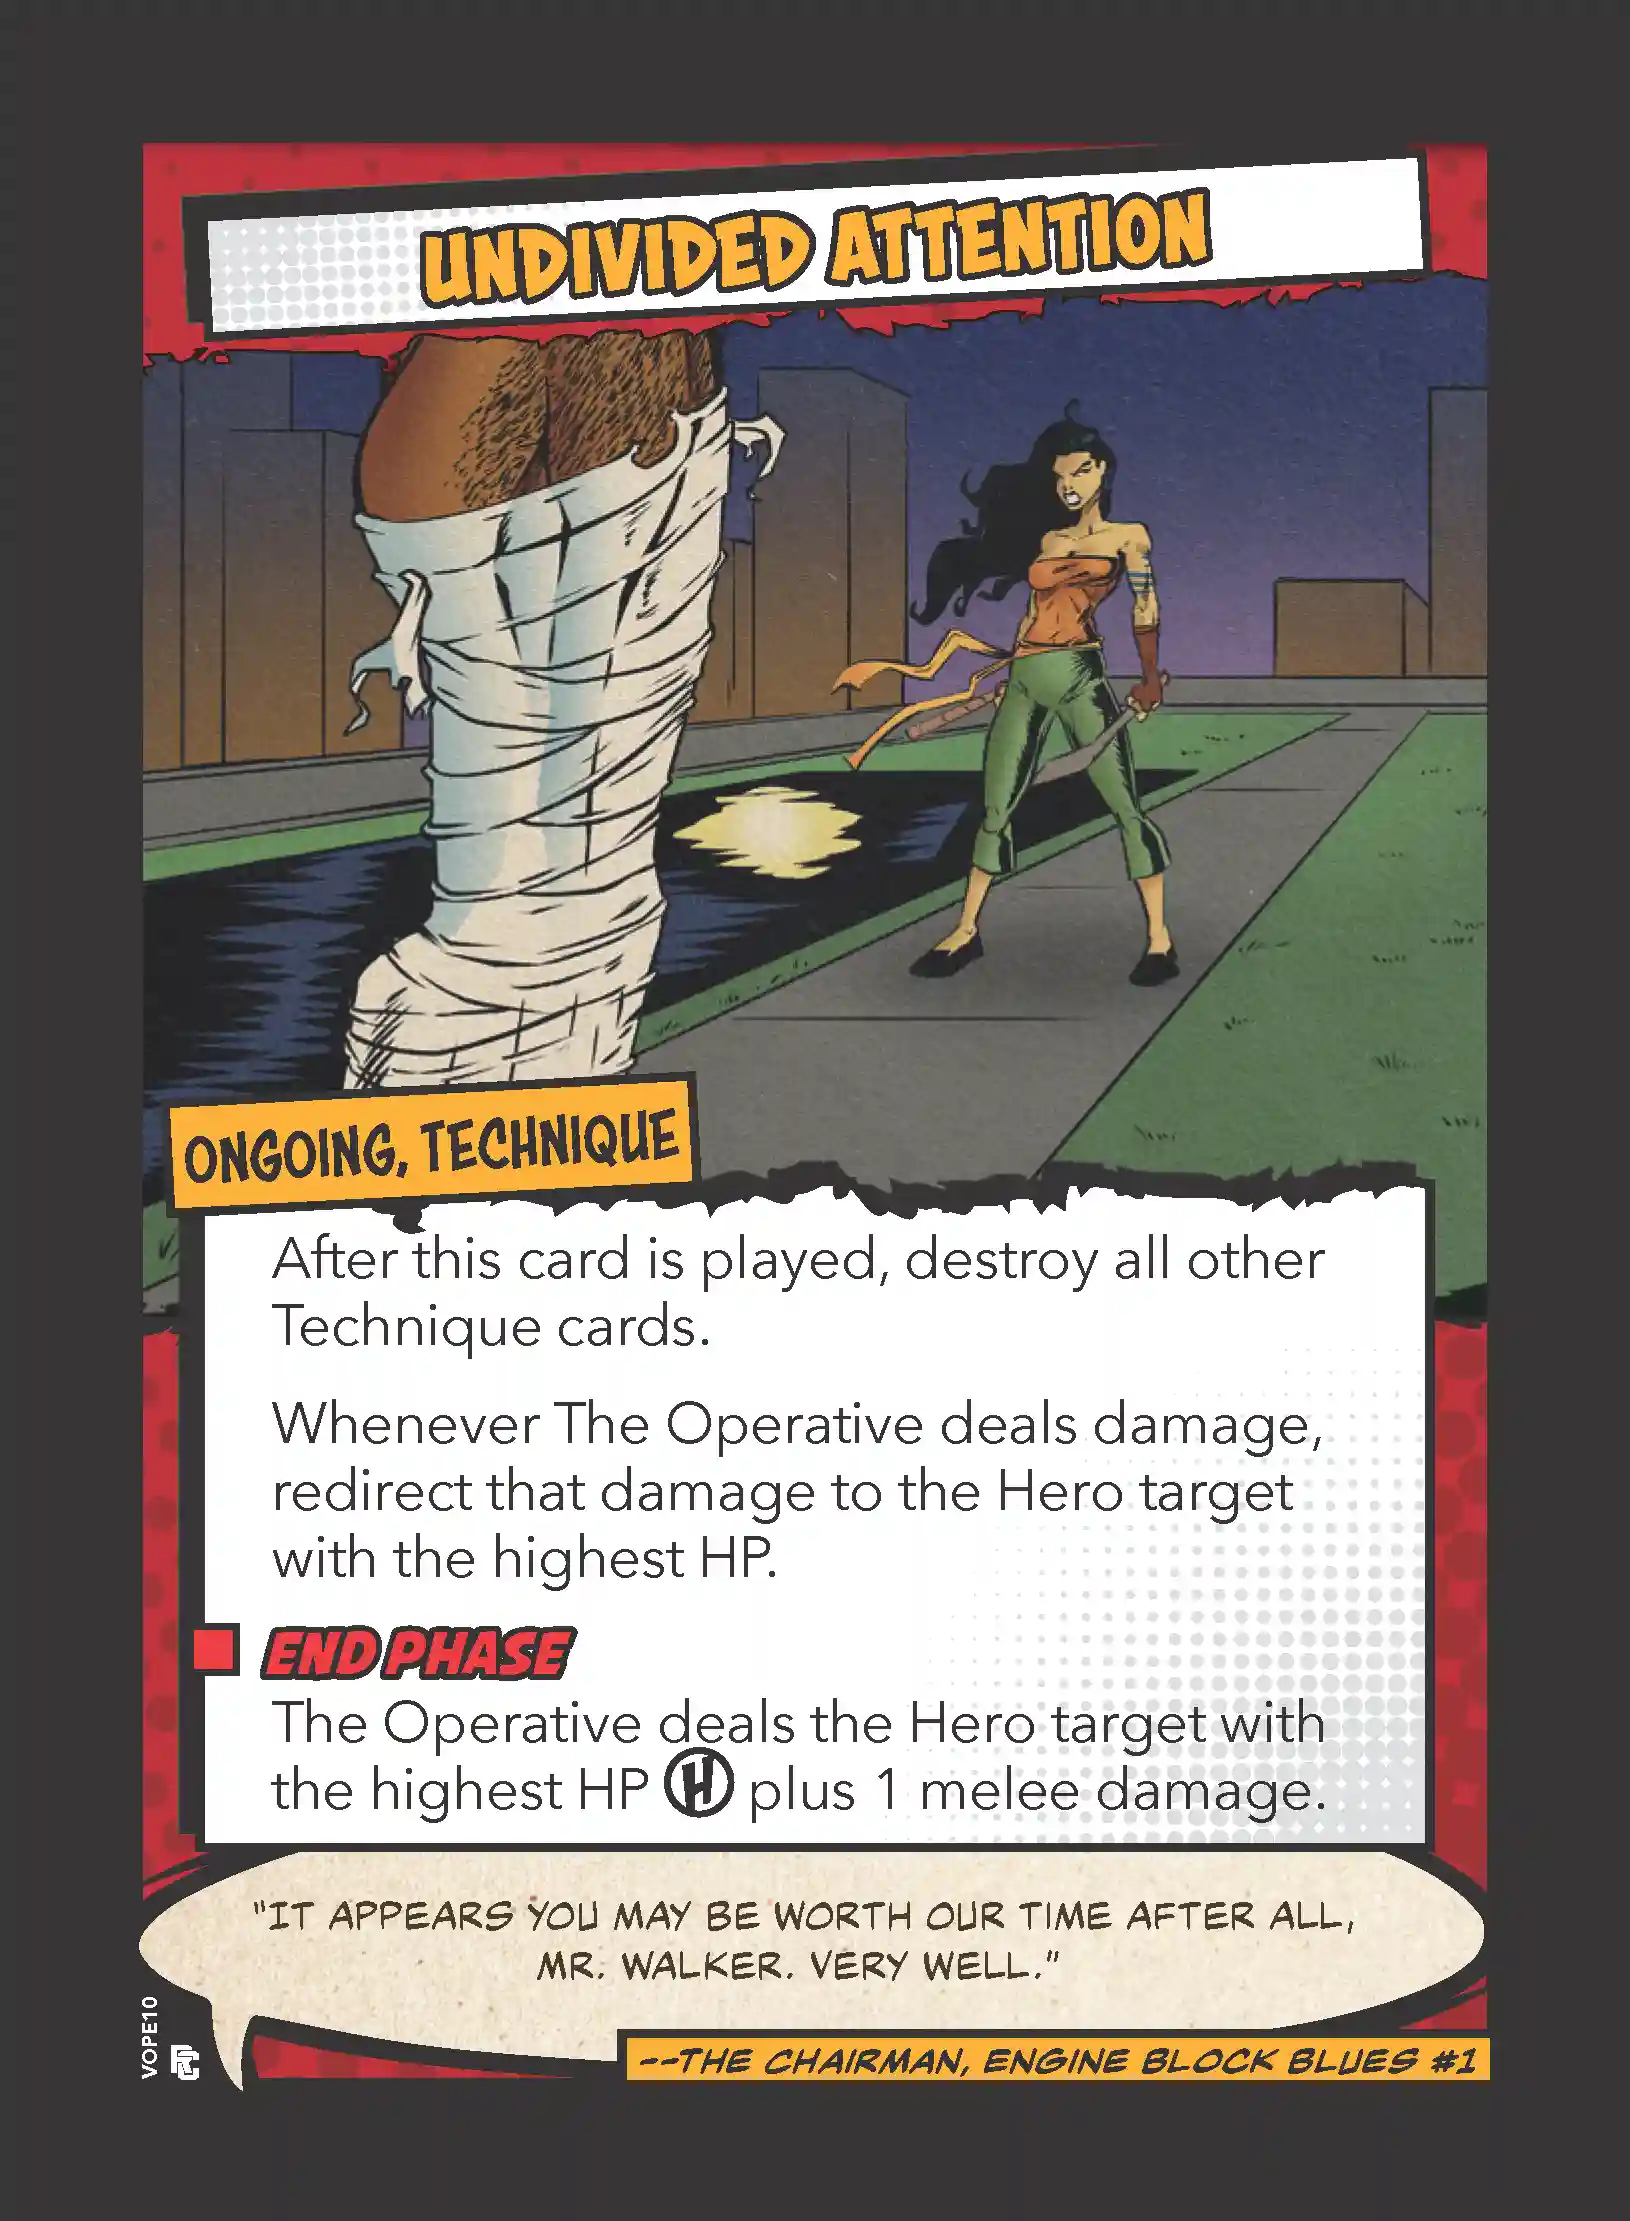 UNDIVIDED ATTENTION
ONGOING, TECHNIQUE
After this card is played, destroy all other
Technique cards.
Whenever The Operative deals damage,
redirect that damage to the Hero target
with the highest HP.
END PHASE
The Operative deals the Hero target with
the highest HP H plus 1 melee damage.
"IT APPEARS YOU MAY BE WORTH OUR TIME AFTER ALL,
MR. WALKER. VERY WELL."
--THE CHAIRMAN, ENGINE BLOCK BLUES #1
VOPE10